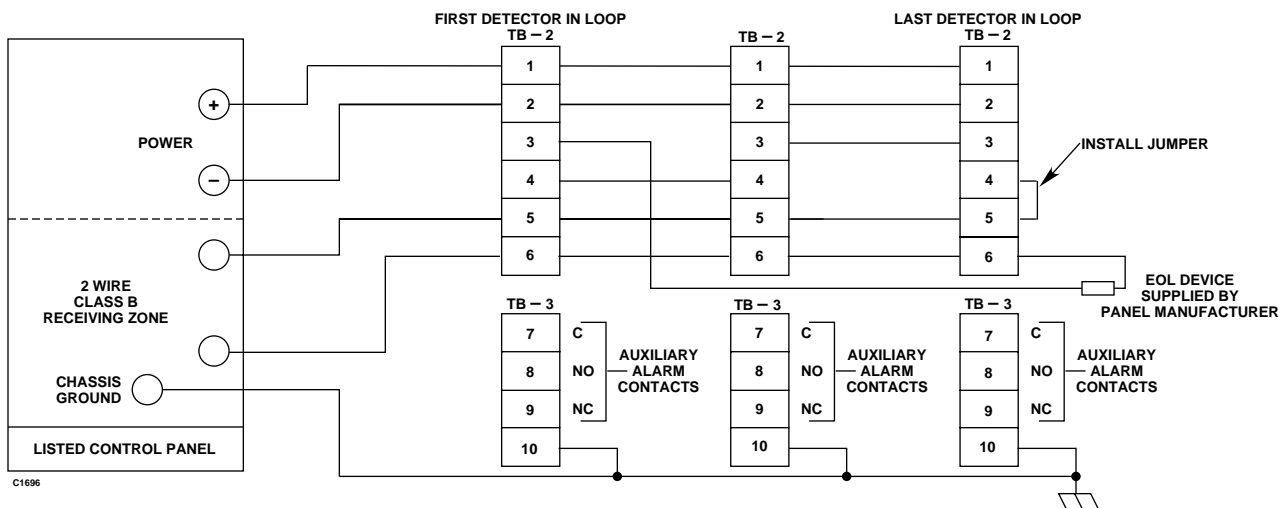 FIRST DETECTOR IN LOOP
TB – 2
TB – 2
LAST DETECTOR IN LOOP
TB – 2
+
POWER
–
2 WIRE
CLASS B
RECEIVING ZONE
CHASSIS
GROUND
LISTED CONTROL PANEL
C1696
1
2
3
4
5
6
1
2
3
4
5
6
1
2
3
4
5
6
INSTALL JUMPER
EOL DEVICE
SUPPLIED BY
PANEL MANUFACTURER
TB – 3
7 C
8 NO
9 NC
10
AUXILIARY
ALARM
CONTACTS
TB – 3
7 C
8 NO
9 NC
10
AUXILIARY
ALARM
CONTACTS
TB – 3
7 C
8 NO
9 NC
10
AUXILIARY
ALARM
CONTACTS